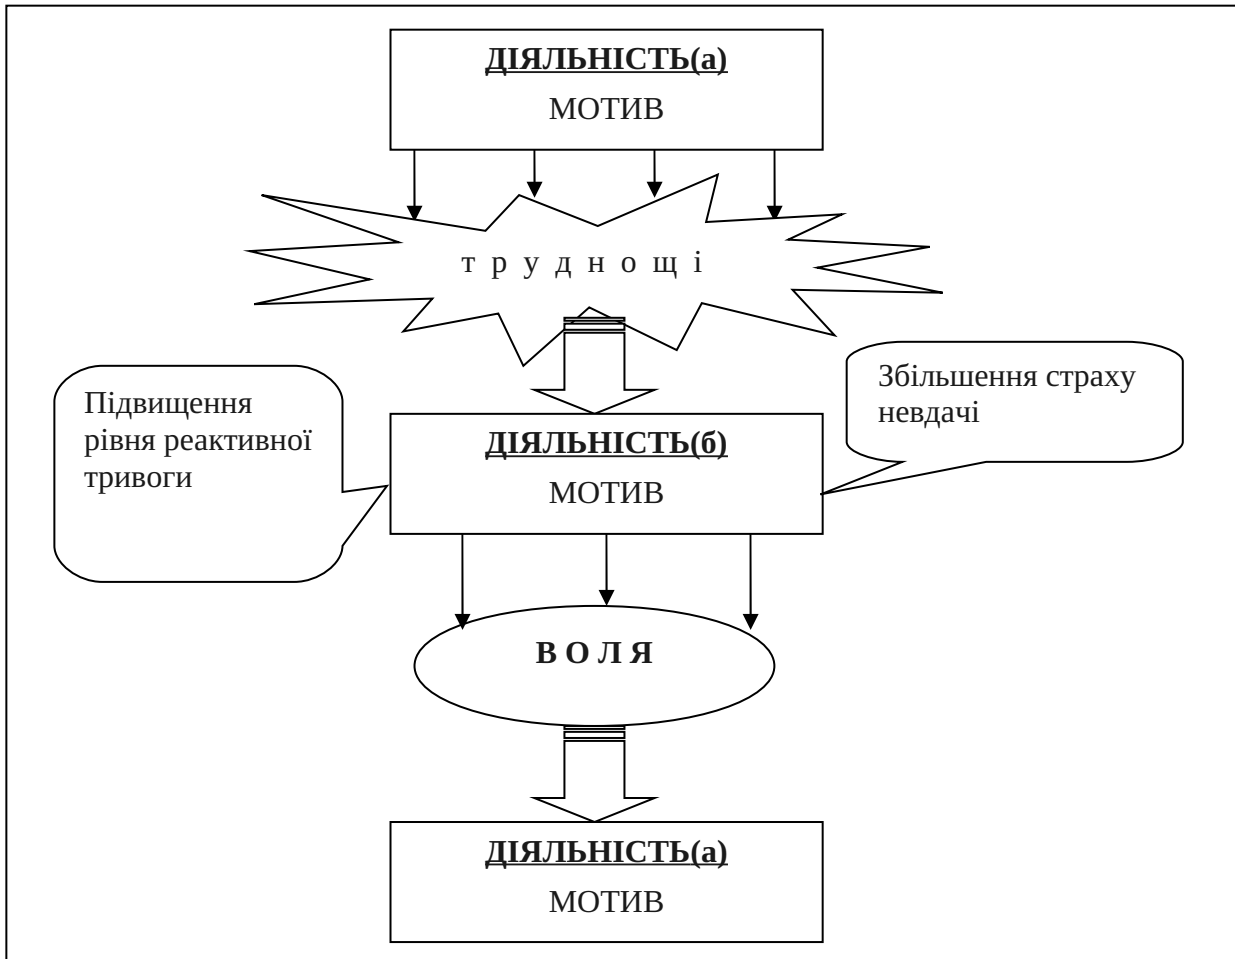 ДІЯЛЬНІСТЬ(а)
МОТИВ
т р у д н о щ і
Підвищення
рівня реактивної
тривоги
Збільшення страху
невдачі
ДІЯЛЬНІСТЬ(б)
МОТИВ
В О Л Я
ДІЯЛЬНІСТЬ(а)
МОТИВ